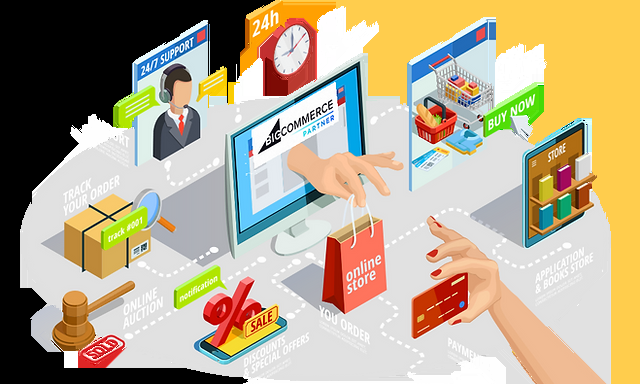 24h
24/7 SUPPORT
BIGCOMMERCE
PARTNER
BUY NOW
STORE
TRACK
YOUR ORDER
track #001
online
store
ONLINE
AUCTION
notification
%
SALE
SOLD
YOU ORDER
DISCOUNTS
& SPECIAL OFFERS
PAYMENT
APPLICATION
& BOOKS STORE